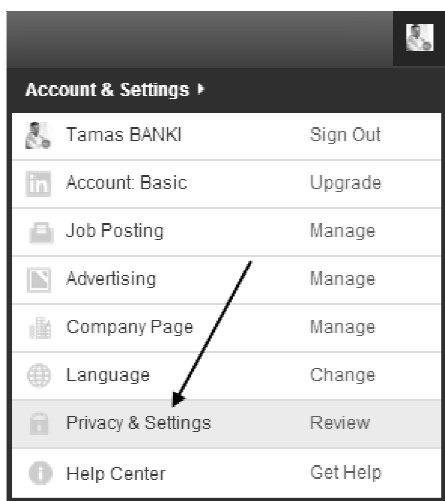 Account & Settings
Tamas BANKI Sign Out
in Account: Basic Upgrade
Job Posting Manage
Advertising Manage
Company Page Manage
Language Change
Privacy & Settings Review
Help Center Get Help